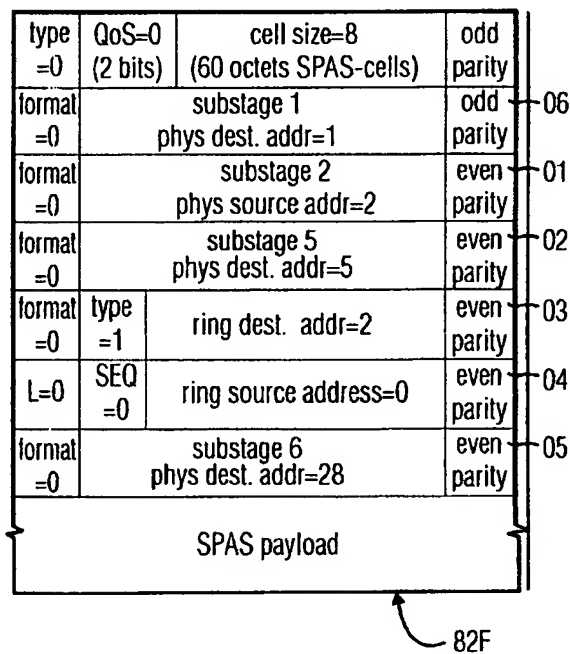 type QoS=0 cell size=8 odd
=0 (2 bits) (60 octets SPAS-cells) parity
format substage 1 odd 06
=0 phys dest. addr=1 parity
format substage 2 even 01
=0 phys source addr=2 parity
format substage 5 even 02
=0 phys dest. addr=5 parity
format type ring dest. addr=2 even 03
=0 =1 parity
L=0 SEQ ring source address=0 even 04
=0 parity
format substage 6 even 05
=0 phys dest. addr=28 parity
SPAS payload
82F